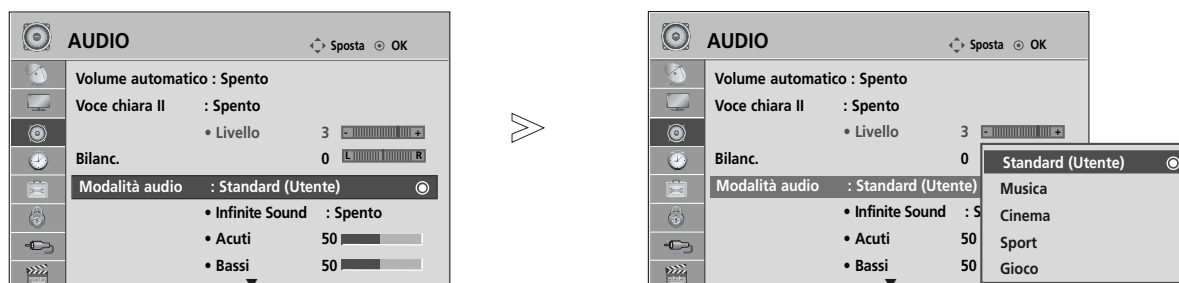 AUDIO Sposta OK
Volume automatico : Spento
Voce chiara II : Spento
• Livello 3 - +
Bilanc. 0 L R
Modalità audio : Standard (Utente)
• Infinite Sound : Spento
• Acuti 50
• Bassi 50
AUDIO Sposta OK
Volume automatico : Spento
Voce chiara II : Spento
• Livello 3 - +
Bilanc. 0
Modalità audio : Standard (Utente)
• Infinite Sound : S
• Acuti 50
• Bassi 50
Standard (Utente)
Musica
Cinema
Sport
Gioco